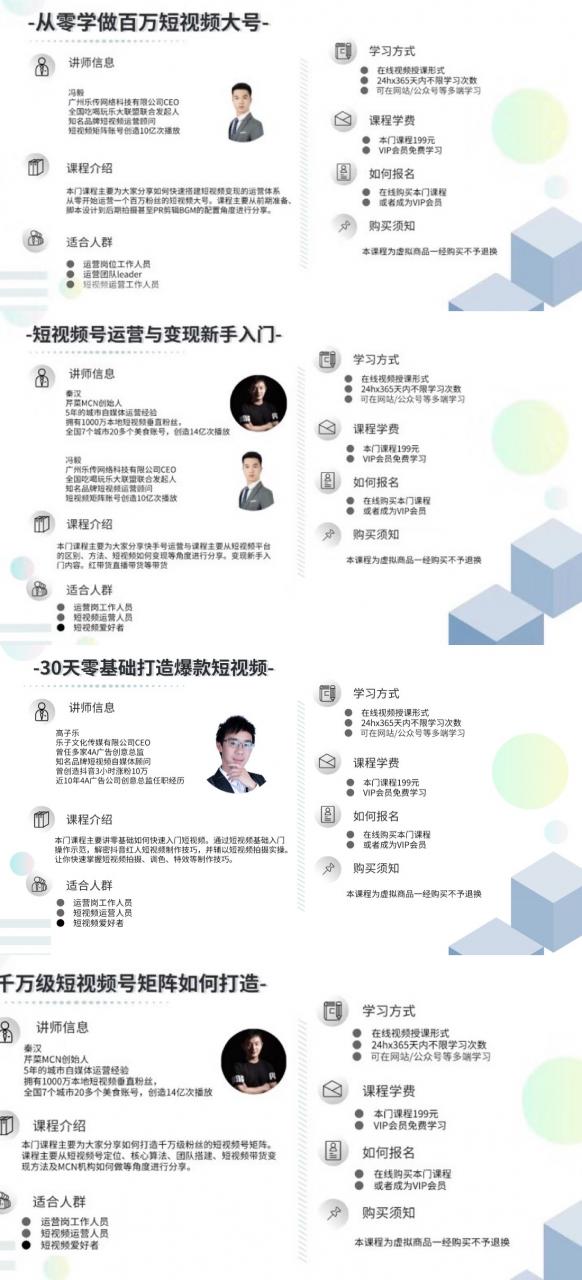 -从零学做百万短视频大号-
讲师信息
冯毅
广州乐传网络科技有限公司CEO
全国吃喝玩乐大联盟联合发起人
知名品牌短视频运营顾问
短视频矩阵账号创造10亿次播放
课程介绍
本门课程主要为大家分享如何快速搭建短视频变现的运营体系
从零开始运营一个百万粉丝的短视频大号。课程主要从前期准备、
脚本设计到后期拍摄甚至PR剪辑BGM的配置角度进行分享。
适合人群
运营岗位工作人员
运营团队leader
短视频运营工作人员
学习方式
在线视频授课形式
24hx365天内不限学习次数
可在网站/公众号等多端学习
课程学费
本门课程199元
VIP会员免费学习
如何报名
在线购买本门课程
或者成为VIP会员
购买须知
本课程为虚拟商品一经购买不予退换
-短视频号运营与变现新手入门-
讲师信息
秦汉
芹菜MCN创始人
5年的城市自媒体运营经验
拥有1000万本地短视频垂直粉丝，
全国7个城市20多个美食账号，创造14亿次播放
冯毅
广州乐传网络科技有限公司CEO
全国吃喝玩乐大联盟联合发起人
知名品牌短视频运营顾问
短视频矩阵账号创造10亿次播放
课程介绍
本门课程主要为大家分享快手号运营与课程主要从短视频平台
的区别、方法、短视频如何变现等角度进行分享。变现新手入
门内容。红带货直播带货等带货
适合人群
运营岗工作人员
短视频运营人员
短视频爱好者
学习方式
在线视频授课形式
24hx365天内不限学习次数
可在网站/公众号等多端学习
课程学费
本门课程199元
VIP会员免费学习
如何报名
在线购买本门课程
或者成为VIP会员
购买须知
本课程为虚拟商品一经购买不予退换
-30天零基础打造爆款短视频-
讲师信息
高子乐
乐子文化传媒有限公司CEO
曾任多家4A广告创意总监
知名品牌短视频自媒体顾问
曾创造抖音3小时涨粉10万
近10年4A广告公司创意总监任职经历
课程介绍
本门课程主要讲零基础如何快速入门短视频。通过短视频基础入门
操作示范，解密抖音红人短视频制作技巧，并辅以短视频拍摄实操。
让你快速掌握短视频拍摄、调色、特效等制作技巧。
适合人群
运营岗工作人员
短视频运营人员
短视频爱好者
学习方式
在线视频授课形式
24hx365天内不限学习次数
可在网站/公众号等多端学习
课程学费
本门课程199元
VIP会员免费学习
如何报名
在线购买本门课程
或者成为VIP会员
购买须知
本课程为虚拟商品一经购买不予退换
千万级短视频号矩阵如何打造-
讲师信息
秦汉
芹菜MCN创始人
5年的城市自媒体运营经验
拥有1000万本地短视频垂直粉丝，
全国7个城市20多个美食账号，创造14亿次播放
课程介绍
本门课程主要为大家分享如何打造千万级粉丝的短视频号矩阵。
课程主要从短视频号定位、核心算法、团队搭建、短视频带货变
现方法及MCN机构如何做等角度进行分享。
适合人群
运营岗工作人员
短视频运营人员
短视频爱好者
学习方式
在线视频授课形式
24hx365天内不限学习次数
可在网站/公众号等多端学习
课程学费
本门课程199元
VIP会员免费学习
如何报名
在线购买本门课程
或者成为VIP会员
购买须知
本课程为虚拟商品一经购买不予退换